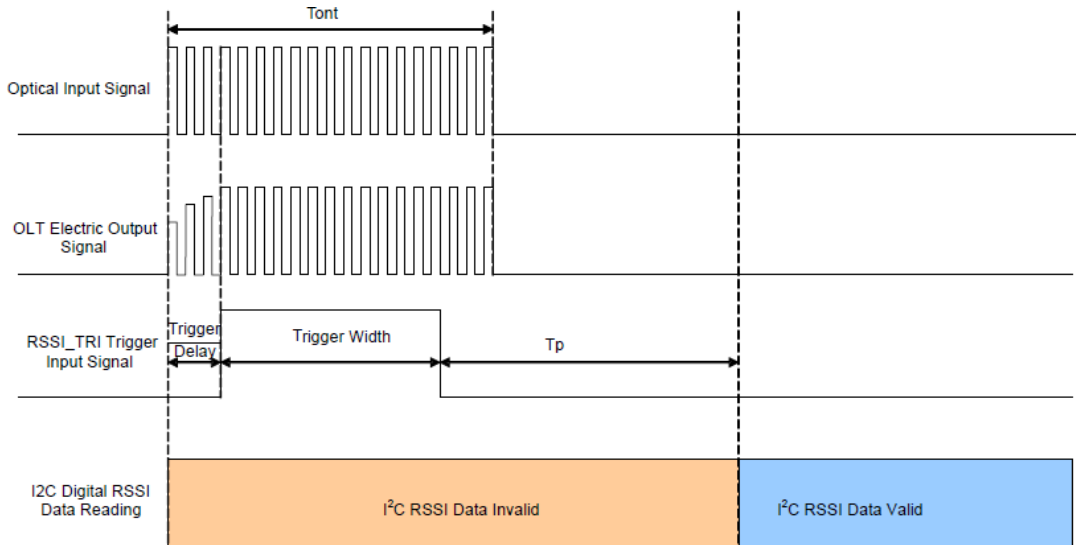 Tont
Optical Input Signal
OLT Electric Output
Signal
RSSI_TRI Trigger
Input Signal
Trigger
Delay
Trigger Width
Tp
I2C Digital RSSI
Data Reading
I²C RSSI Data Invalid
I²C RSSI Data Valid